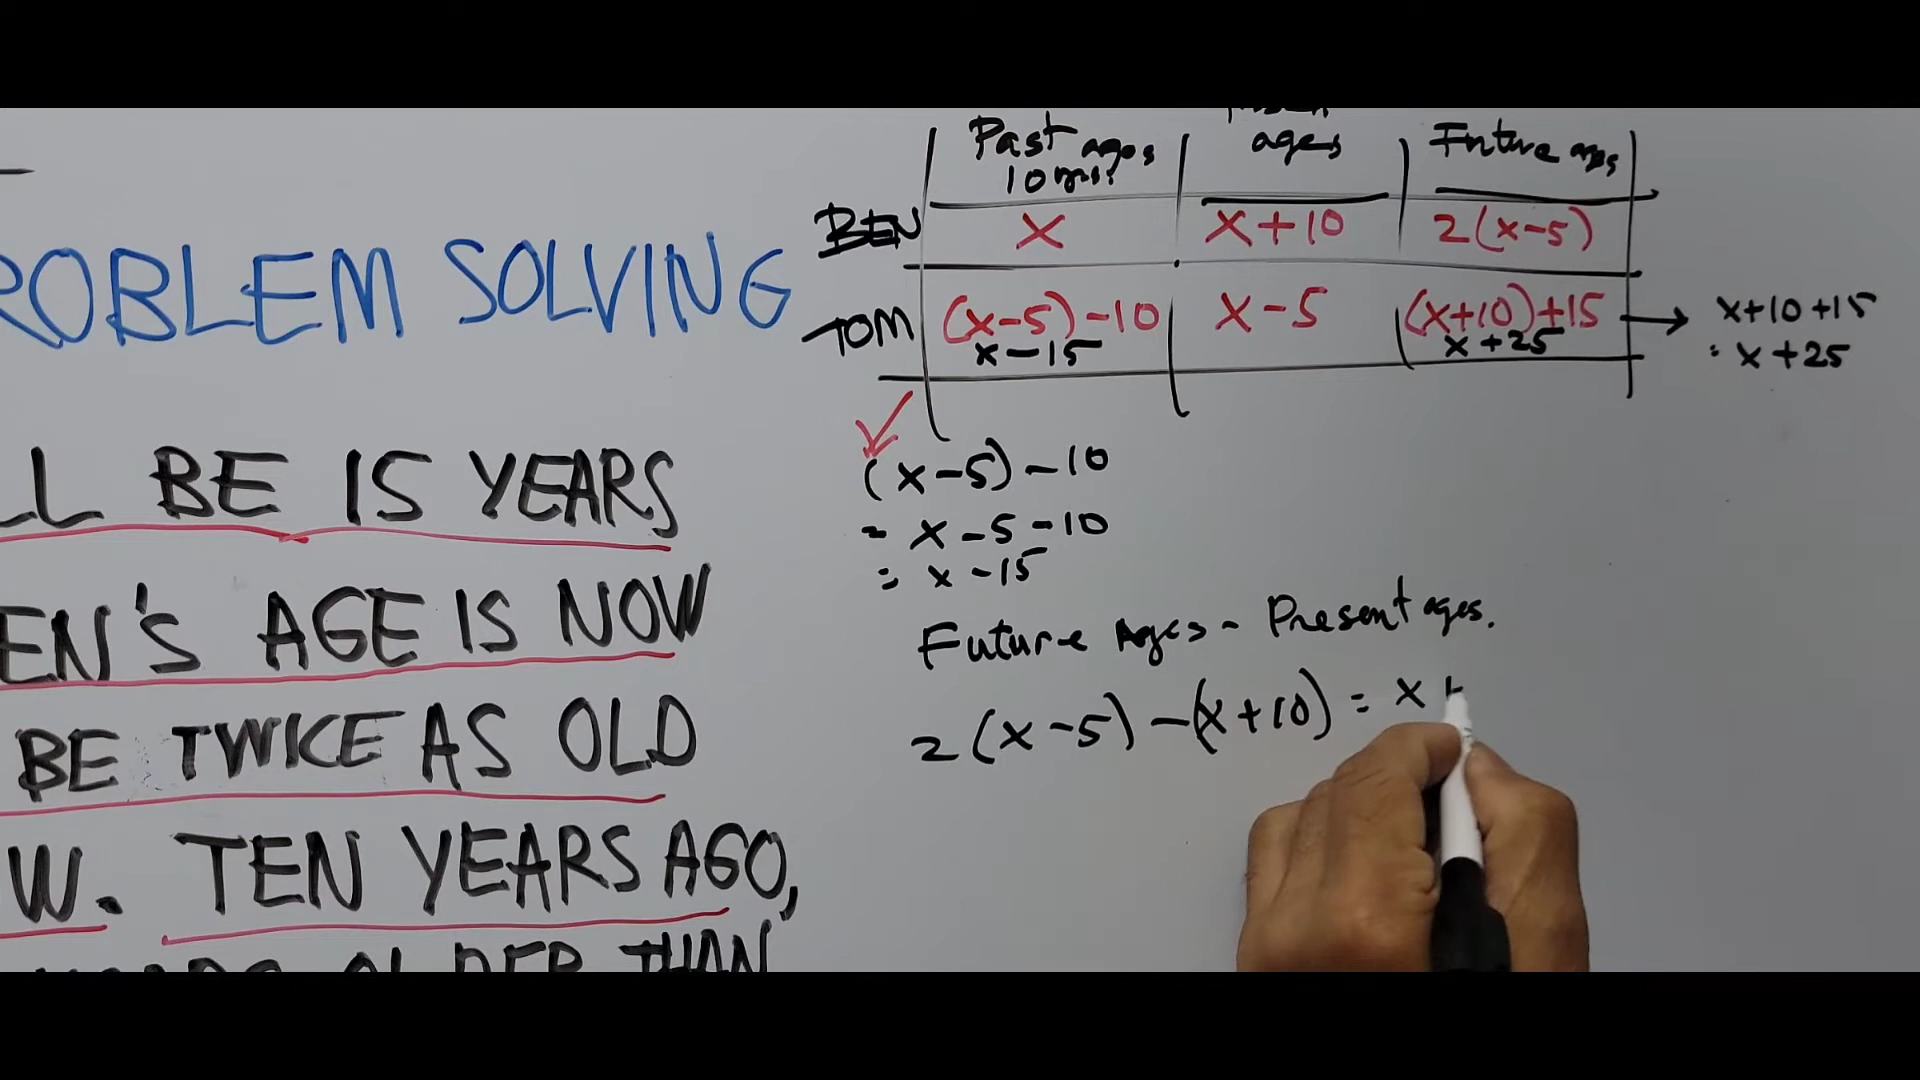 ROBLEM SOLVING
LL BE 15 YEARS
EN'S AGE IS NOW
BE TWICE AS OLD
W. TEN YEARS AGO,
OLDER THAN
Past ages
10 yrs.
ages
Future ages
BEN
x
x+10
2(x-5)
TOM
(x-5)-10
x-15
x-5
(x+10)+15
x+25
x+10+15
= x+25
(x-5)-10
= x-5-10
= x-15
Future Ages - Present ages.
2(x-5)-(x+10) = x